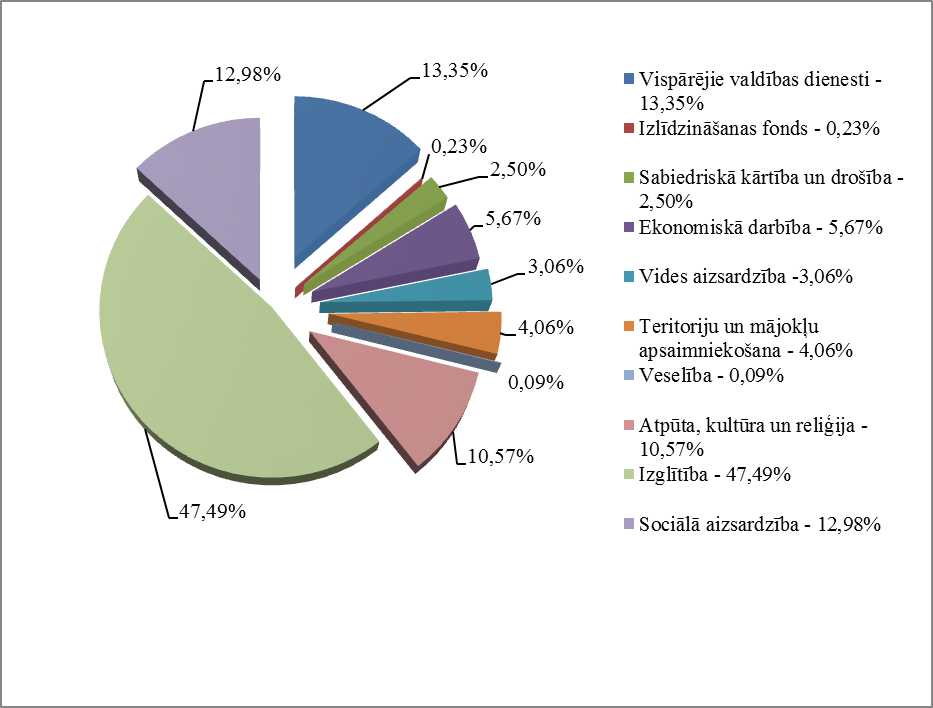 12,98%
13,35%
0,23%
2,50%
5,67%
3,06%
4,06%
0,09%
10,57%
47,49%
Vispārējie valdības dienesti -
13,35%
Izlīdzināšanas fonds - 0,23%
Sabiedriskā kārtība un drošība -
2,50%
Ekonomiskā darbība - 5,67%
Vides aizsardzība -3,06%
Teritoriju un mājokļu
apsaimniekošana - 4,06%
Veselība - 0,09%
Atpūta, kultūra un reliģija -
10,57%
Izglītība - 47,49%
Sociālā aizsardzība - 12,98%